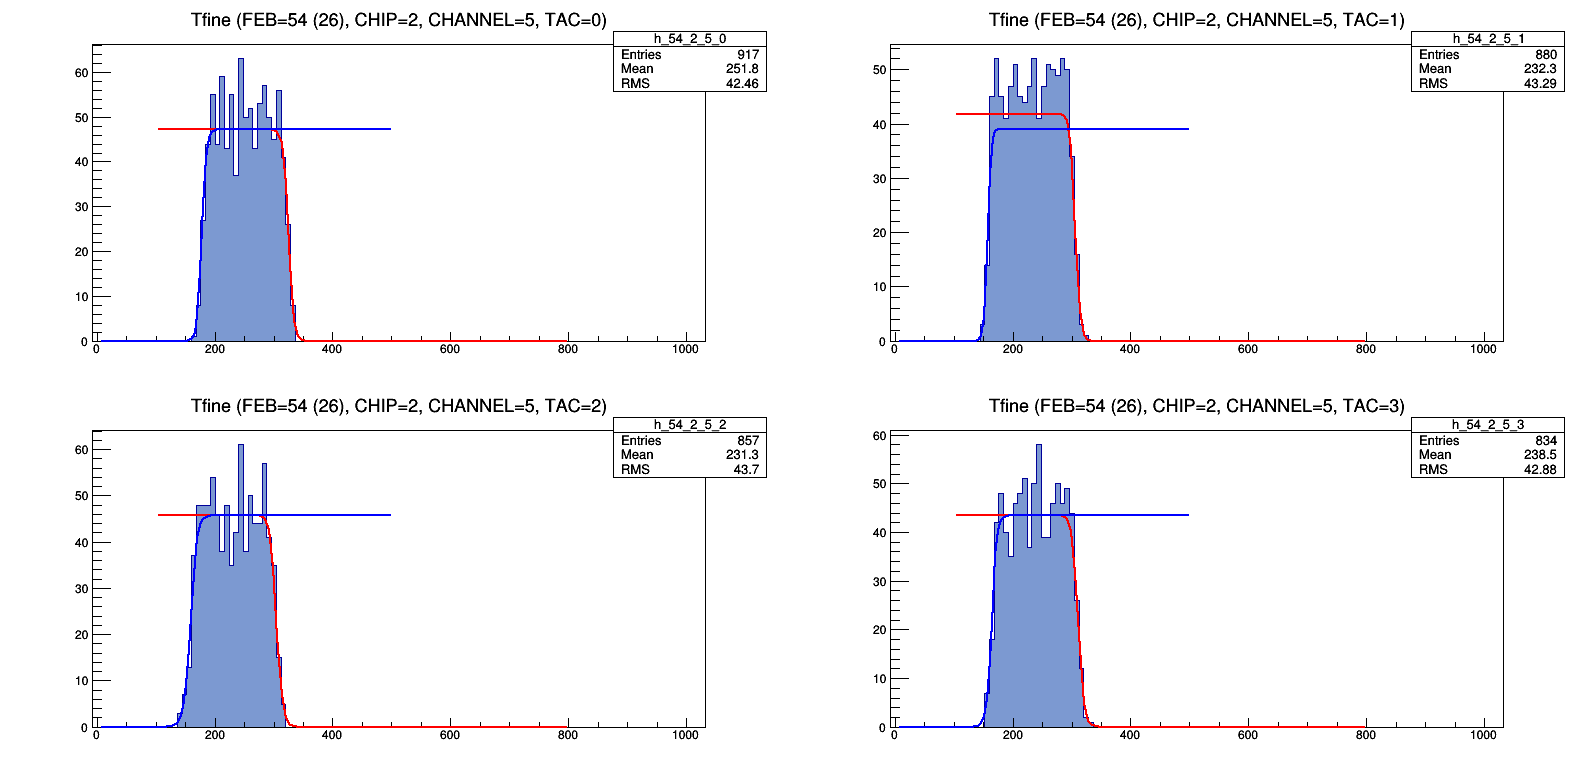 Tfine (FEB=54 (26), CHIP=2, CHANNEL=5, TAC=0)
h_54_2_5_0
Entries 917
Mean 251.8
RMS 42.46
60
50
40
30
20
10
0
0 200 400 600 800 1000
Tfine (FEB=54 (26), CHIP=2, CHANNEL=5, TAC=1)
h_54_2_5_1
Entries 880
Mean 232.3
RMS 43.29
50
40
30
20
10
0
0 200 400 600 800 1000
Tfine (FEB=54 (26), CHIP=2, CHANNEL=5, TAC=2)
h_54_2_5_2
Entries 857
Mean 231.3
RMS 43.7
60
50
40
30
20
10
0
0 200 400 600 800 1000
Tfine (FEB=54 (26), CHIP=2, CHANNEL=5, TAC=3)
h_54_2_5_3
Entries 834
Mean 238.5
RMS 42.88
60
50
40
30
20
10
0
0 200 400 600 800 1000